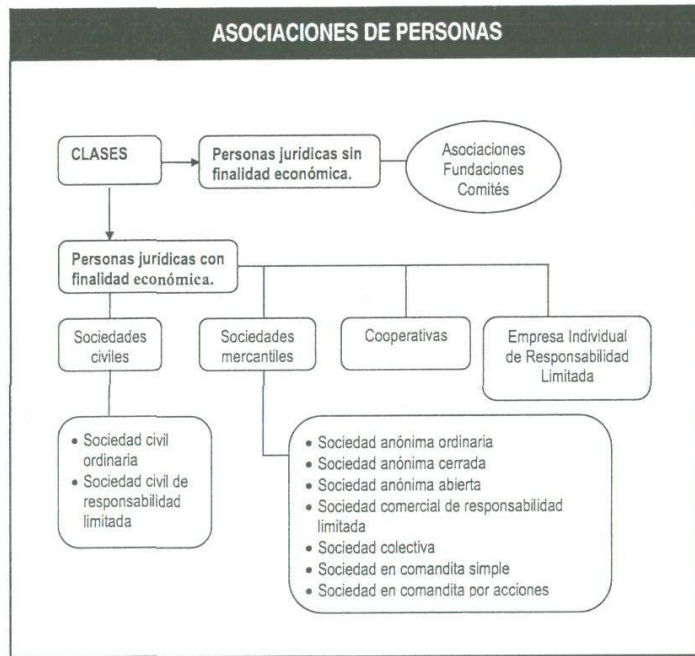 ASOCIACIONES DE PERSONAS
CLASES
Personas jurídicas sin
finalidad económica.
Asociaciones
Fundaciones
Comités
Personas jurídicas con
finalidad económica.
Sociedades
civiles
Sociedades
mercantiles
Cooperativas
Empresa Individual
de Responsabilidad
Limitada
• Sociedad civil
ordinaria
• Sociedad civil de
responsabilidad
limitada
• Sociedad anónima ordinaria
• Sociedad anónima cerrada
• Sociedad anónima abierta
• Sociedad comercial de responsabilidad
limitada
• Sociedad colectiva
• Sociedad en comandita simple
• Sociedad en comandita por acciones